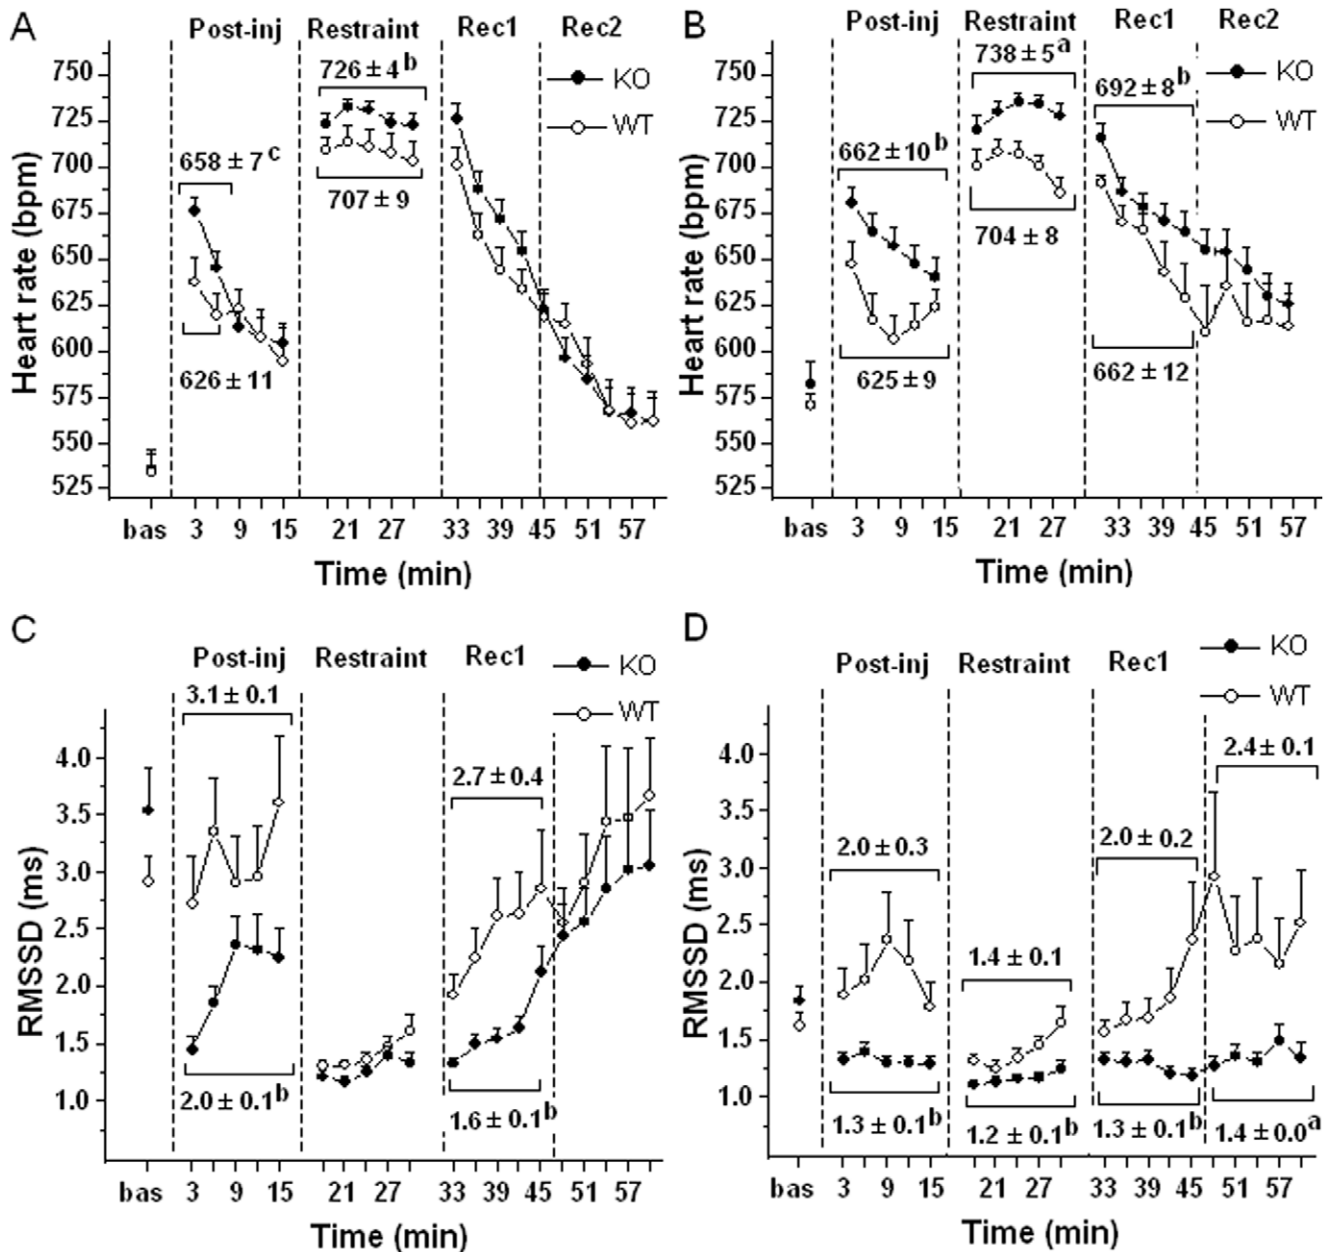 A
Post-inj Restraint Rec1 Rec2
KO
WT
726 ± 4 b
658 ± 7 c
707 ± 9
626 ± 11
750
725
700
675
650
625
600
575
550
525
Heart rate (bpm)
bas 3 9 15 21 27 33 39 45 51 57
Time (min)
B
Post-inj Restraint Rec1 Rec2
KO
WT
738 ± 5 a
692 ± 8 b
662 ± 10 b
704 ± 8
625 ± 9
662 ± 12
750
725
700
675
650
625
600
575
550
525
Heart rate (bpm)
bas 3 9 15 21 27 33 39 45 51 57
Time (min)
C
Post-inj Restraint Rec1
KO
WT
3.1 ± 0.1
2.7 ± 0.4
2.0 ± 0.1 b
1.6 ± 0.1 b
4.0
3.5
3.0
2.5
2.0
1.5
1.0
RMSSD (ms)
bas 3 9 15 21 27 33 39 45 57
Time (min)
D
Post-inj Restraint Rec1
KO
WT
2.4 ± 0.1
2.0 ± 0.3
2.0 ± 0.2
1.4 ± 0.1
1.3 ± 0.1 b
1.2 ± 0.1 b
1.3 ± 0.1 b
1.4 ± 0.0 a
4.0
3.5
3.0
2.5
2.0
1.5
1.0
RMSSD (ms)
bas 3 9 15 21 27 33 39 45 51 57
Time (min)